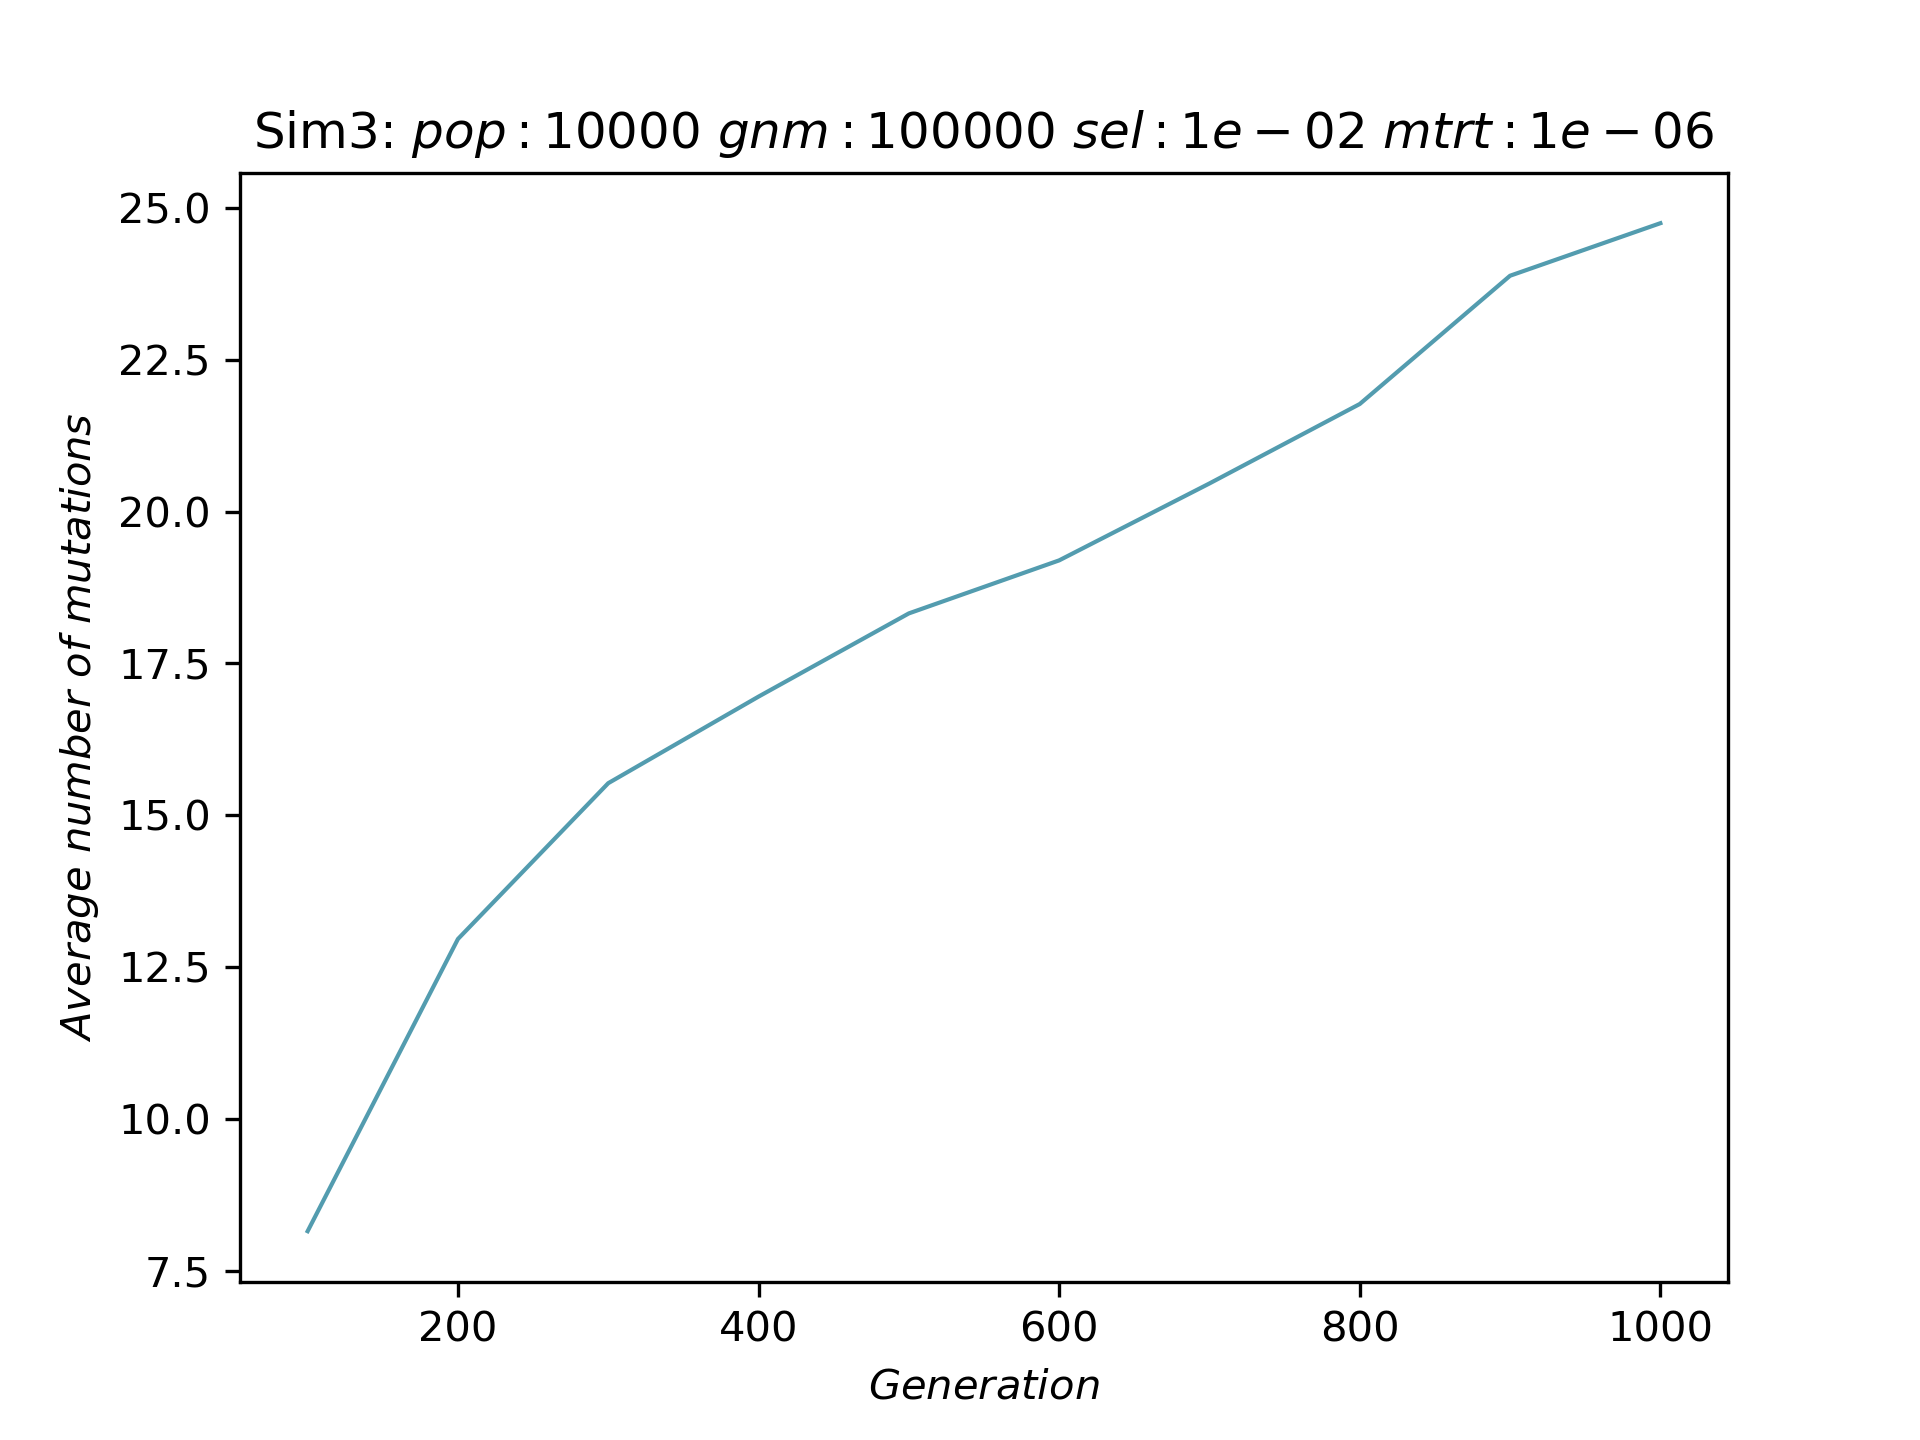 Sim3: pop : 10000 gnm : 100000 sel : 1e − 02 mtrt : 1e − 06
25.0
22.5
20.0
17.5
15.0
12.5
10.0
7.5
Average number of mutations
200 400 600 800 1000
Generation